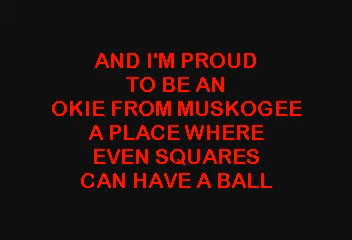 AND I'M PROUD
TO BE AN
OKIE FROM MUSKOGEE
A PLACE WHERE
EVEN SQUARES
CAN HAVE A BALL